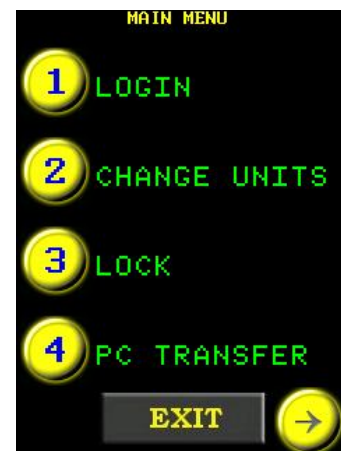 MAIN MENU
1 LOGIN
2 CHANGE UNITS
3 LOCK
4 PC TRANSFER
EXIT →